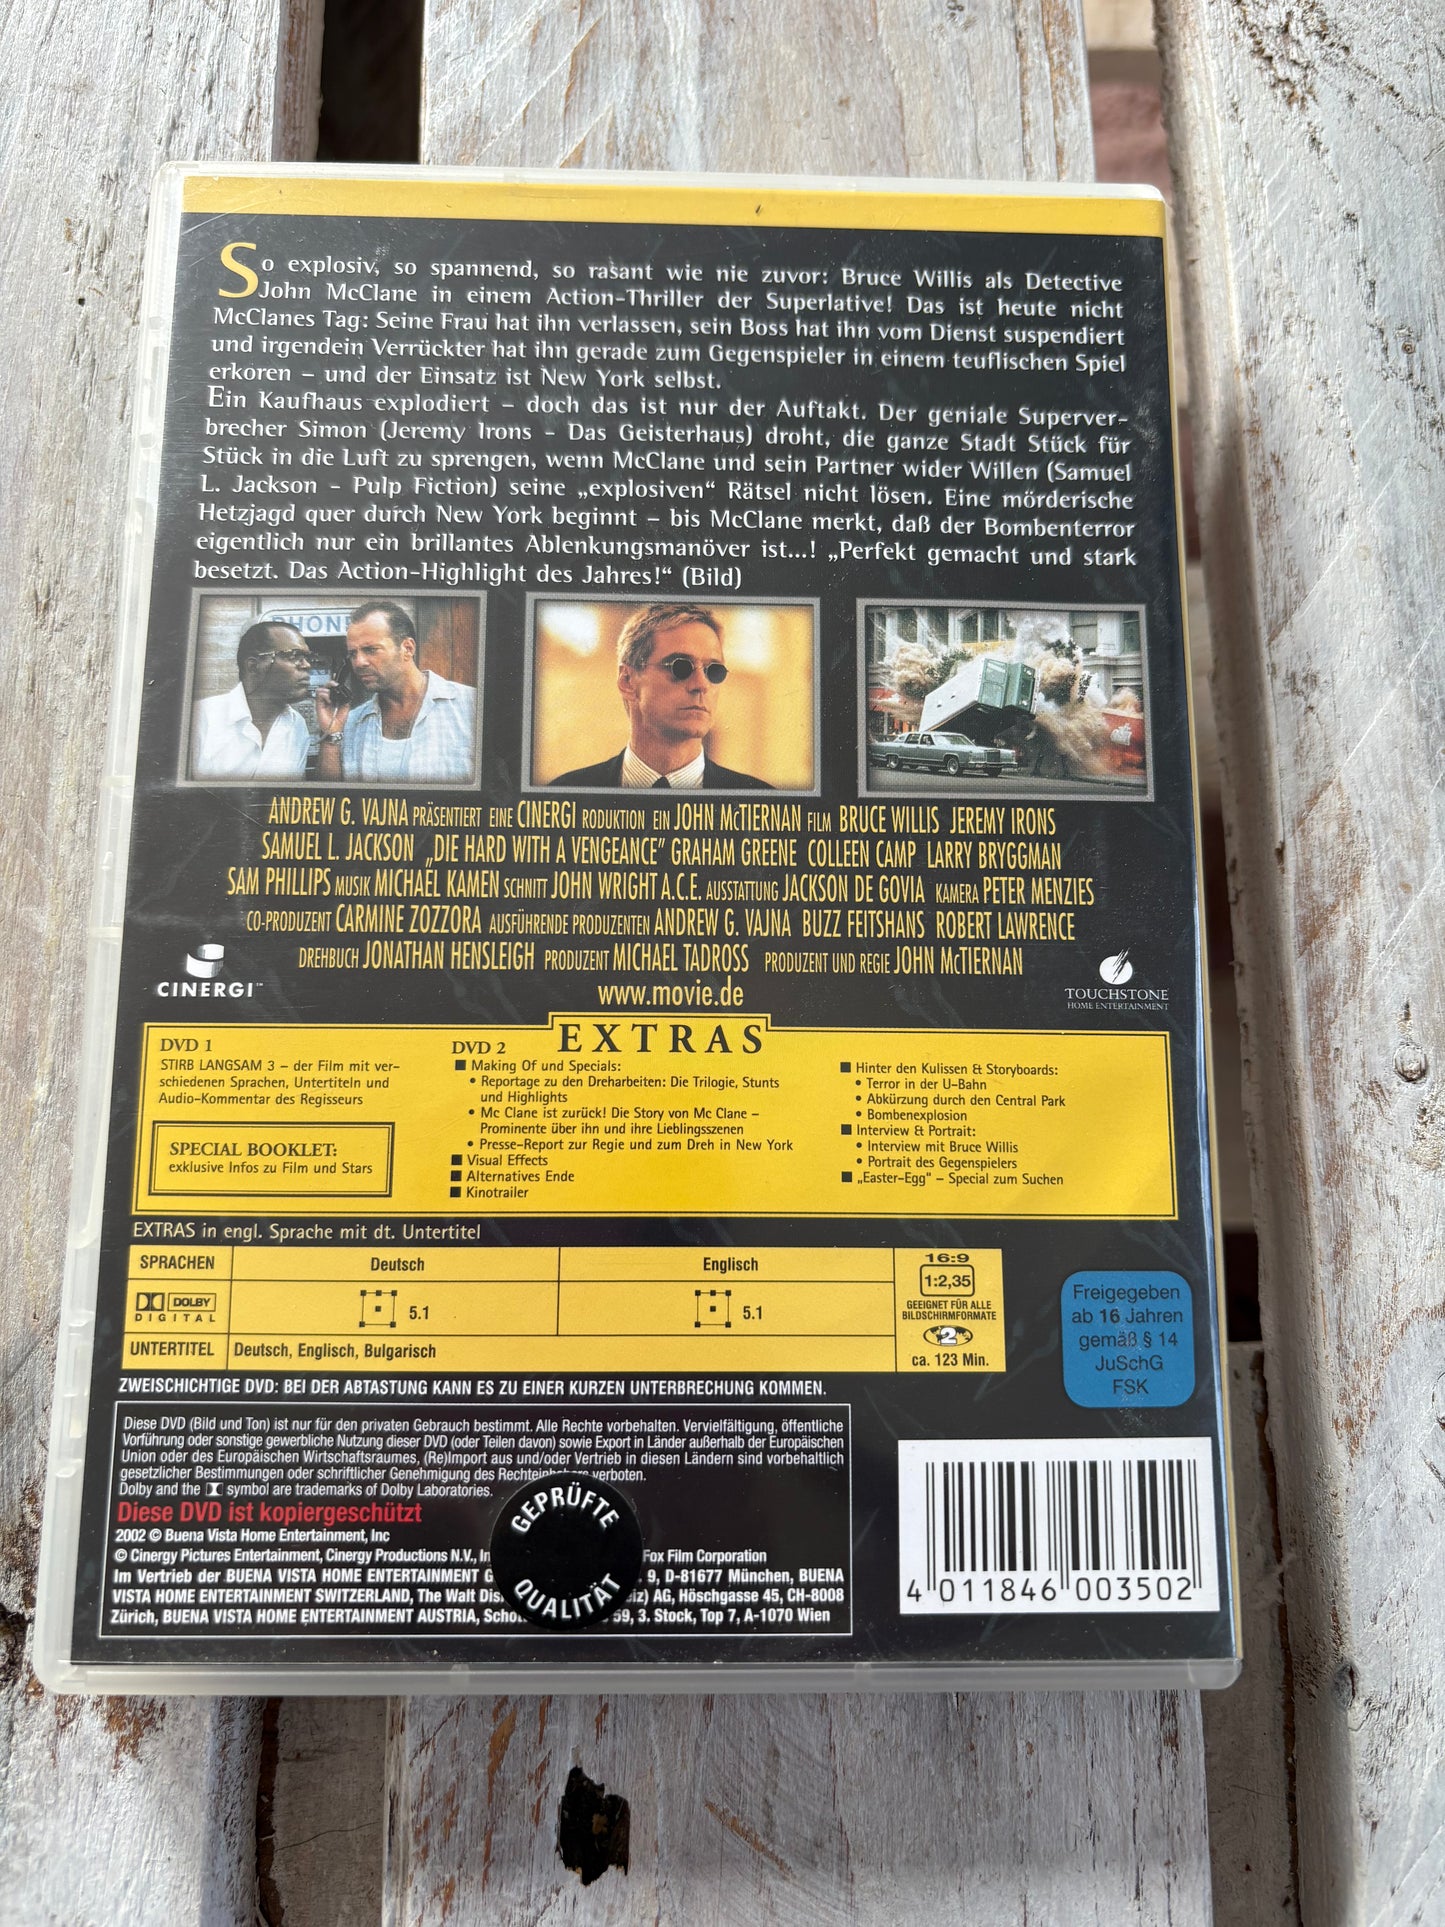 So explosiv, so spannend, so rasant wie nie zuvor: Bruce Willis als Detective
John McClane in einem Action-Thriller der Superlative! Das ist heute nicht
McClanes Tag: Seine Frau hat ihn verlassen, sein Boss hat ihn vom Dienst suspendiert
und irgendein Verrückter hat ihn gerade zum Gegenspieler in einem teuflischen Spiel
erkoren – und der Einsatz ist New York selbst.
Ein Kaufhaus explodiert – doch das ist nur der Auftakt. Der geniale Superver-
brecher Simon (Jeremy Irons - Das Geisterhaus) droht, die ganze Stadt Stück für
Stück in die Luft zu sprengen, wenn McClane und sein Partner wider Willen (Samuel
L. Jackson - Pulp Fiction) seine „explosiven“ Rätsel nicht lösen. Eine mörderische
Hetzjagd quer durch New York beginnt – bis McClane merkt, daß der Bombenterror
eigentlich nur ein brillantes Ablenkungsmanöver ist...! „Perfekt gemacht und stark
besetzt. Das Action-Highlight des Jahres!“ (Bild)
PHONE
ANDREW G. VAJNA PRÄSENTIERT EINE CINERGI RODUKTION EIN JOHN McTIERNAN FILM BRUCE WILLIS JEREMY IRONS
SAMUEL L. JACKSON „DIE HARD WITH A VENGEANCE” GRAHAM GREENE COLLEEN CAMP LARRY BRYGGMAN
SAM PHILLIPS MUSIK MICHAEL KAMEN SCHNITT JOHN WRIGHT A.C.E. AUSSTATTUNG JACKSON DE GOVIA KAMERA PETER MENZIES
CO-PRODUZENT CARMINE ZOZZORA AUSFÜHRENDE PRODUZENTEN ANDREW G. VAJNA BUZZ FEITSHANS ROBERT LAWRENCE
DREHBUCH JONATHAN HENSLEIGH PRODUZENT MICHAEL TADROSS PRODUZENT UND REGIE JOHN McTIERNAN
CINERGI™
www.movie.de
TOUCHSTONE
HOME ENTERTAINMENT
EXTRAS
DVD 1
STIRB LANGSAM 3 – der Film mit ver-
schiedenen Sprachen, Untertiteln und
Audio-Kommentar des Regisseurs
SPECIAL BOOKLET:
exklusive Infos zu Film und Stars
DVD 2
■ Making Of und Specials:
• Reportage zu den Dreharbeiten: Die Trilogie, Stunts
und Highlights
• Mc Clane ist zurück! Die Story von Mc Clane –
Prominente über ihn und ihre Lieblingsszenen
• Presse-Report zur Regie und zum Dreh in New York
■ Visual Effects
■ Alternatives Ende
■ Kinotrailer
■ Hinter den Kulissen & Storyboards:
• Terror in der U-Bahn
• Abkürzung durch den Central Park
• Bombenexplosion
■ Interview & Portrait:
• Interview mit Bruce Willis
• Portrait des Gegenspielers
■ „Easter-Egg“ – Special zum Suchen
EXTRAS in engl. Sprache mit dt. Untertitel
SPRACHEN Deutsch Englisch
DOLBY DIGITAL 5.1 5.1
UNTERTITEL Deutsch, Englisch, Bulgarisch
16:9
1:2,35
GEEIGNET FÜR ALLE
BILDSCHIRMFORMATE
2
ca. 123 Min.
Freigegeben
ab 16 Jahren
gemäß § 14
JuSchG
FSK
ZWEISCHICHTIGE DVD: BEI DER ABTASTUNG KANN ES ZU EINER KURZEN UNTERBRECHUNG KOMMEN.
Diese DVD (Bild und Ton) ist nur für den privaten Gebrauch bestimmt. Alle Rechte vorbehalten. Vervielfältigung, öffentliche
Vorführung oder sonstige gewerbliche Nutzung dieser DVD (oder Teilen davon) sowie Export in Länder außerhalb der Europäischen
Union oder des Europäischen Wirtschaftsraumes, (Re)Import aus und/oder Vertrieb in diesen Ländern sind vorbehaltlich
gesetzlicher Bestimmungen oder schriftlicher Genehmigung des verboten.
Dolby and the symbol are trademarks of Dolby Laboratories.
Diese DVD ist kopiergeschützt
2002 © Buena Vista Home Entertainment, Inc
© Cinergy Pictures Entertainment, Cinergy Productions N.V., Fox Film Corporation
Im Vertrieb der BUENA VISTA HOME ENTERTAINMENT 9, D-81677 München, BUENA
VISTA HOME ENTERTAINMENT SWITZERLAND, The Walt AG, Höschgasse 45, CH-8008
Zürich, BUENA VISTA HOME ENTERTAINMENT AUSTRIA, 59, 3. Stock, Top 7, A-1070 Wien
GEPRÜFTE
QUALITÄT
4 011846 003502